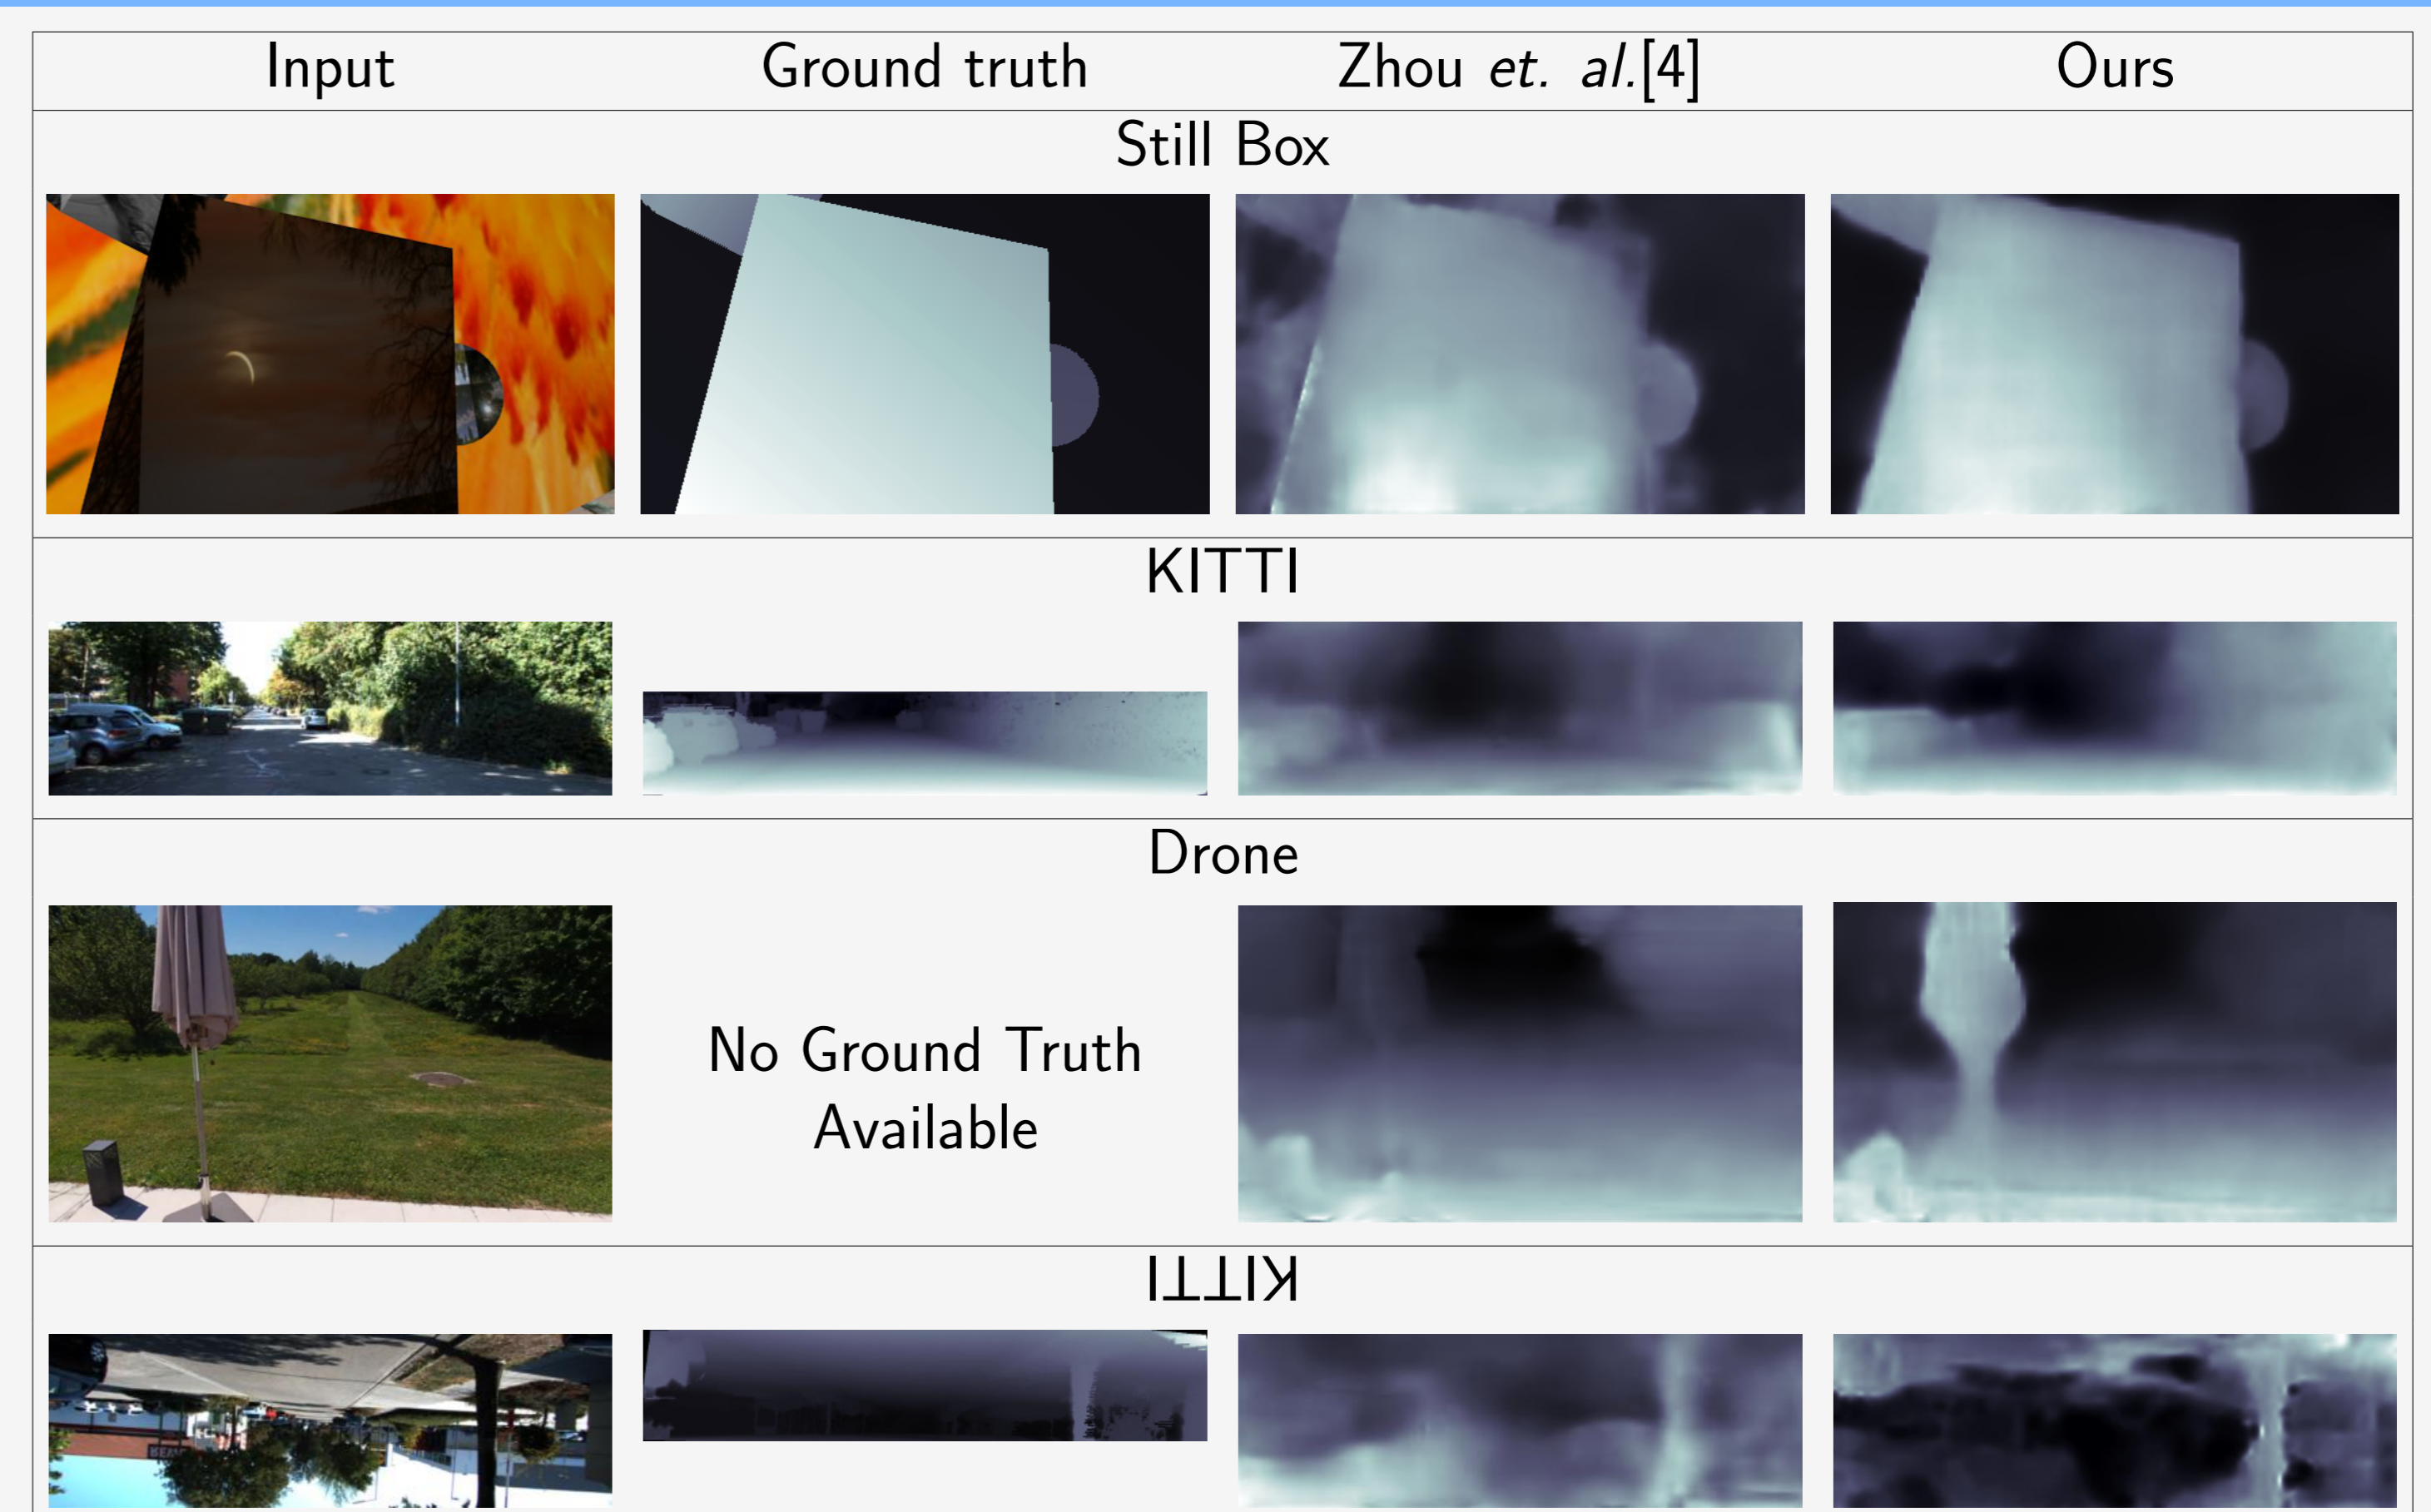 Input Ground truth Zhou et. al.[4] Ours
Still Box
KITTI
Drone
No Ground Truth
Available
KITTI